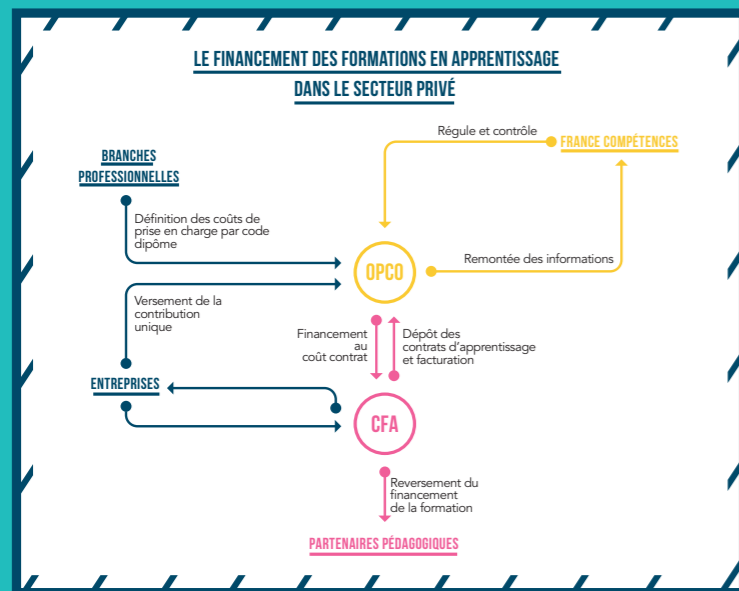 LE FINANCEMENT DES FORMATIONS EN APPRENTISSAGE
DANS LE SECTEUR PRIVÉ
Régule et contrôle
FRANCE COMPÉTENCES
BRANCHES
PROFESSIONNELLES
Définition des coûts de
prise en charge par code
dipôme
OPCO
Remontée des informations
Versement de la
contribution
unique
Financement
au
coût contrat
Dépôt des
contrats d'apprentissage
et facturation
ENTREPRISES
CFA
Reversement du
financement
de la formation
PARTENAIRES PÉDAGOGIQUES